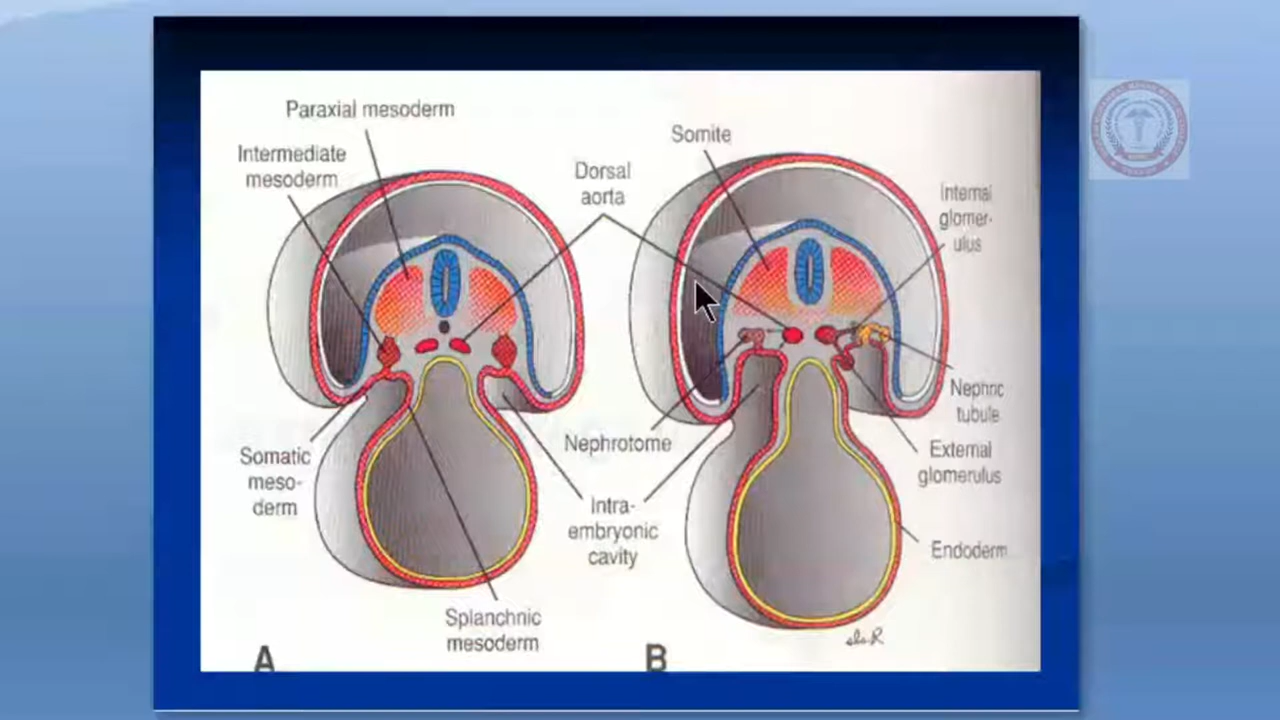 Paraxial mesoderm
Intermediate
mesoderm
Dorsal
aorta
Somatic
meso-
derm
Splanchnic
mesoderm
Intra-
embryonic
cavity
A
Somite
Internal
glomer-
ulus
Nephrotome
Nephric
tubule
External
glomerulus
Endoderm
B